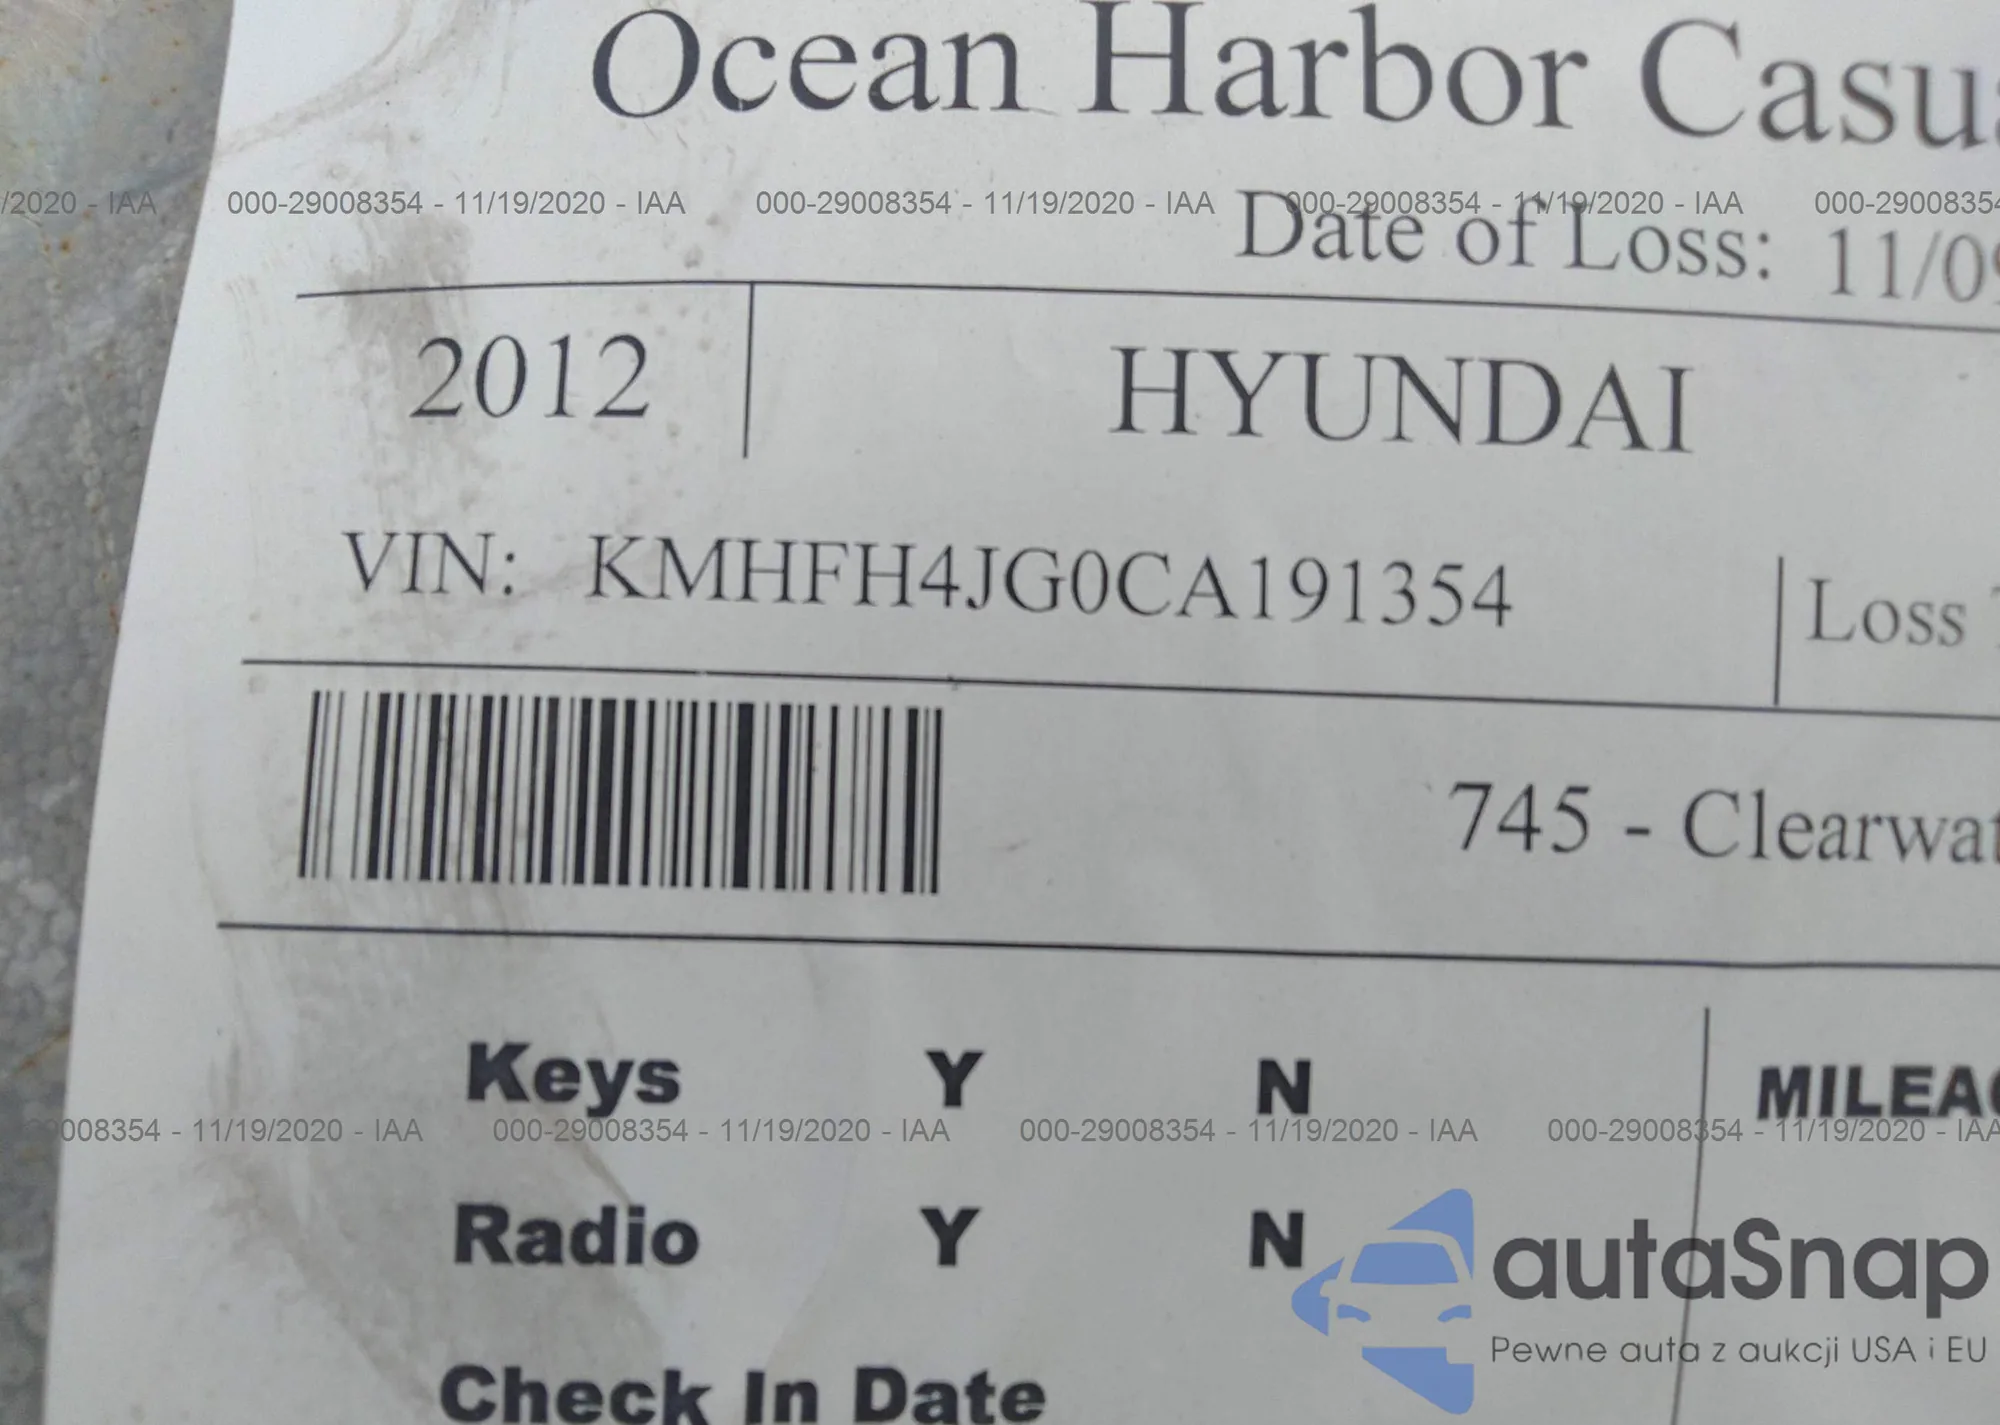 Ocean Harbor Casu
/2020 - IAA 000-29008354 - 11/19/2020 - IAA 000-29008354 - 11/19/2020 - IAA 000-29008354 - 11/19/2020 - IAA 000-2900835
Date of Loss: 11/09
2012 HYUNDAI
VIN: KMHFH4JG0CA191354 Loss
745 - Clearwat
Keys Y N MILEAG
008354 - 11/19/2020 - IAA 000-29008354 - 11/19/2020 - IAA 000-29008354 - 11/19/2020 - IAA 000-29008354 - 11/19/2020 - IAA
Radio Y N
autaSnap
Pewne auta z aukcji USA i EU
Check In Date